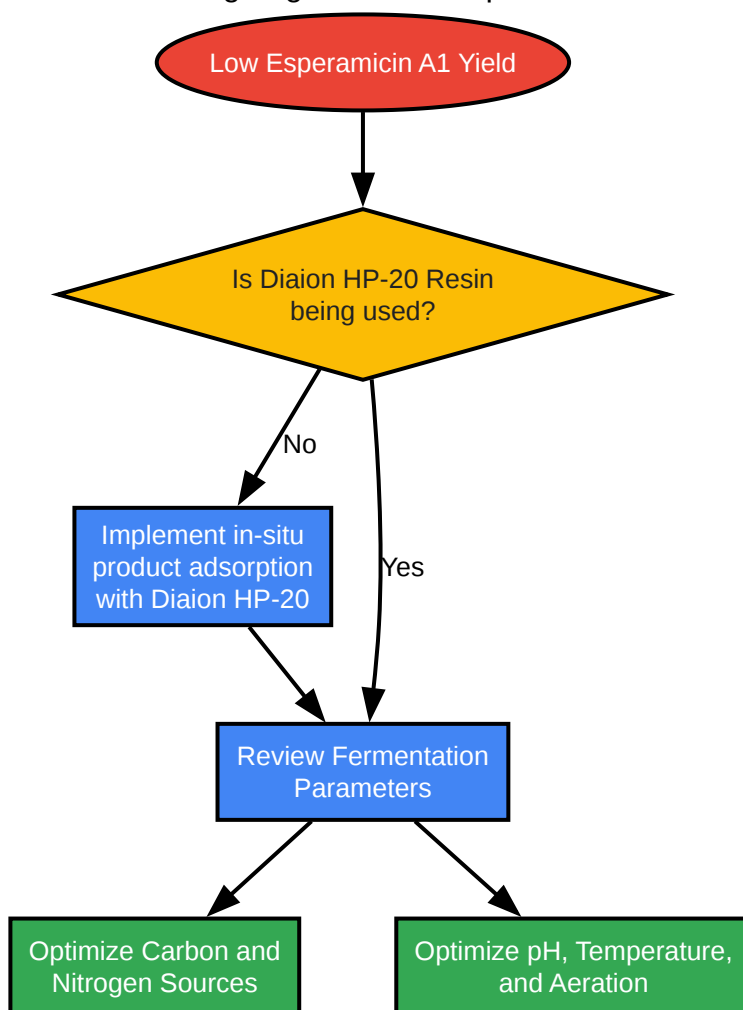 Low Esperamicin A1 Yield
Is Diaion HP-20 Resin
being used?
No
Implement in-situ
product adsorption
with Diaion HP-20
Yes
Review Fermentation
Parameters
Optimize Carbon and
Nitrogen Sources
Optimize pH, Temperature,
and Aeration